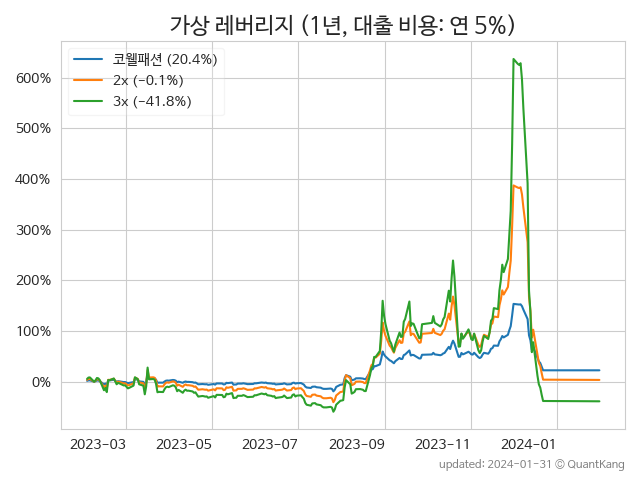 가상 레버리지 (1년, 대출 비용: 연 5%)
코웰패션 (20.4%)
2x (-0.1%)
3x (-41.8%)
600%
500%
400%
300%
200%
100%
0%
2023-03 2023-05 2023-07 2023-09 2023-11 2024-01
updated: 2024-01-31 © QuantKang